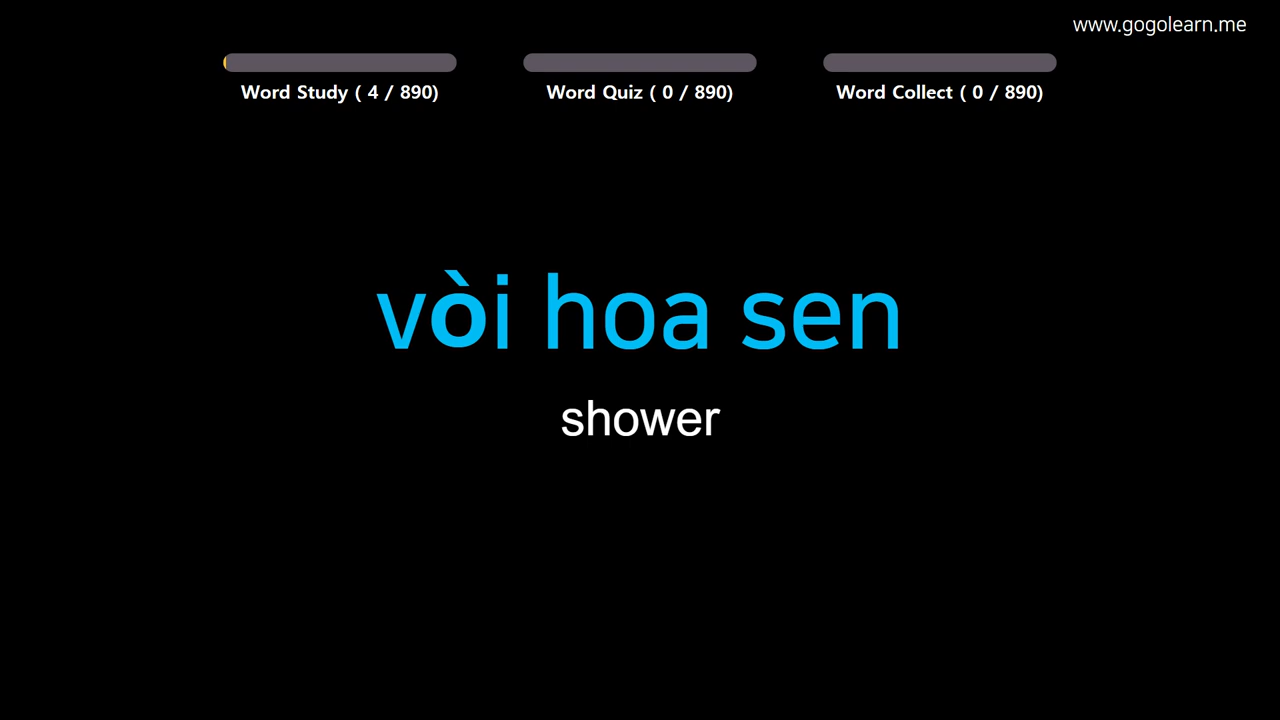 www.gogolearn.me
Word Study ( 4 / 890)
Word Quiz ( 0 / 890)
Word Collect ( 0 / 890)
vòi hoa sen
shower